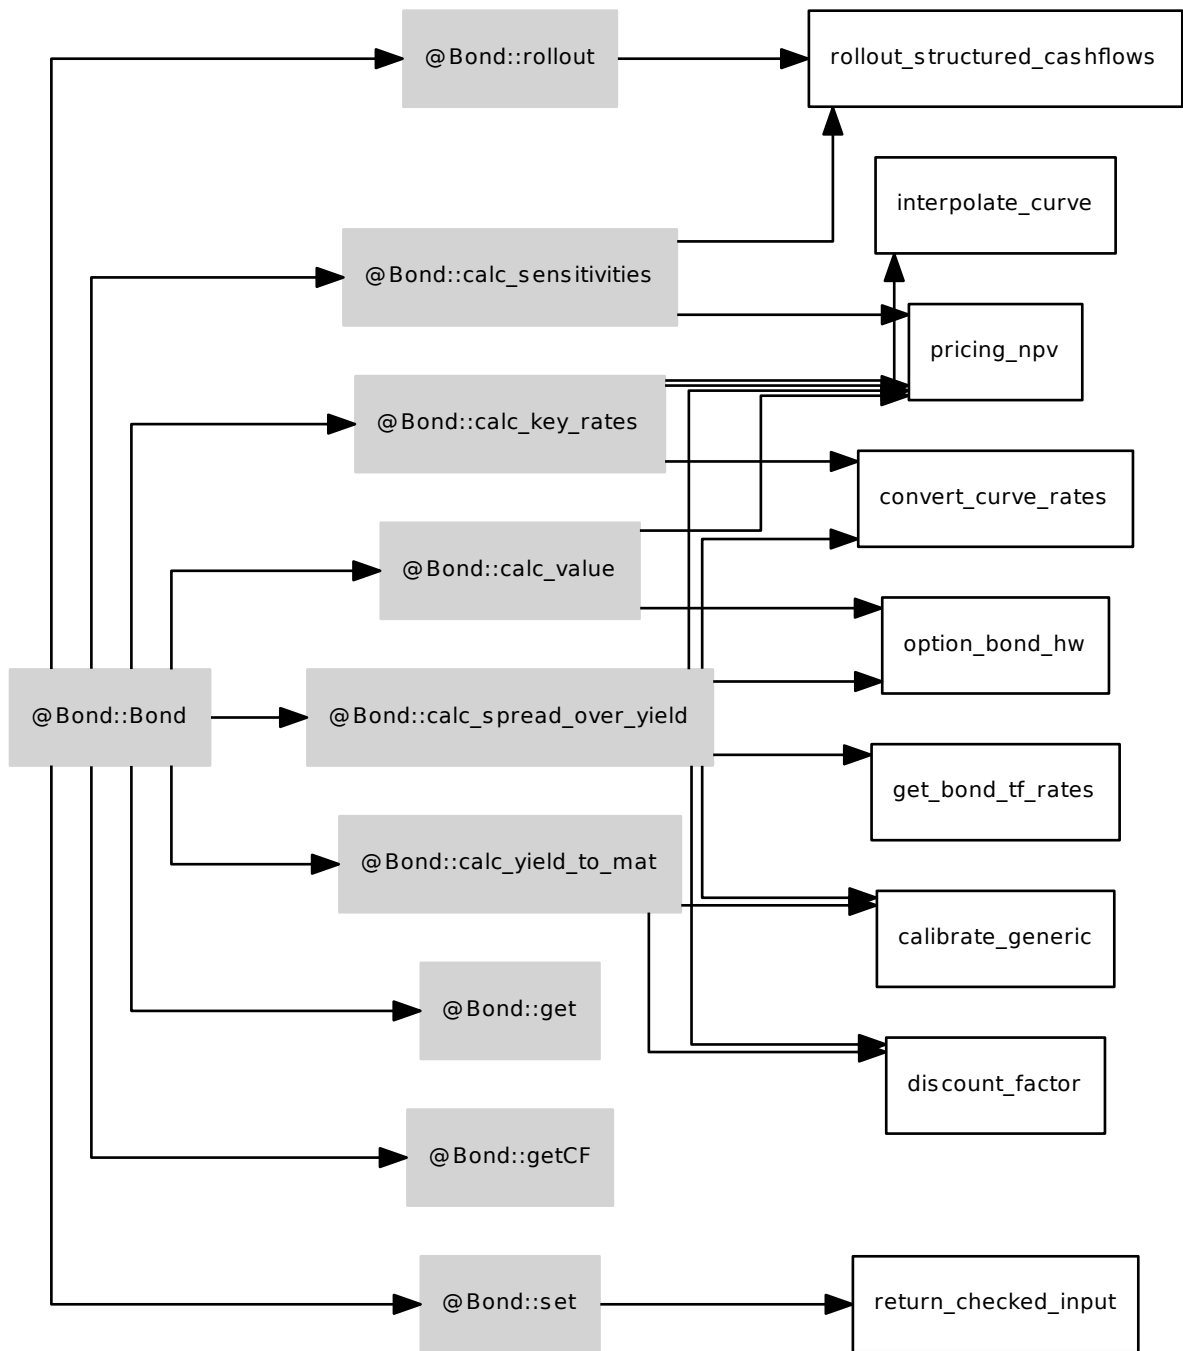 @Bond::rollout
rollout_structured_cashflows
interpolate_curve
@Bond::calc_sensitivities
pricing_npv
@Bond::calc_key_rates
convert_curve_rates
@Bond::calc_value
option_bond_hw
@Bond::Bond
@Bond::calc_spread_over_yield
get_bond_tf_rates
@Bond::calc_yield_to_mat
calibrate_generic
@Bond::get
discount_factor
@Bond::getCF
@Bond::set
return_checked_input